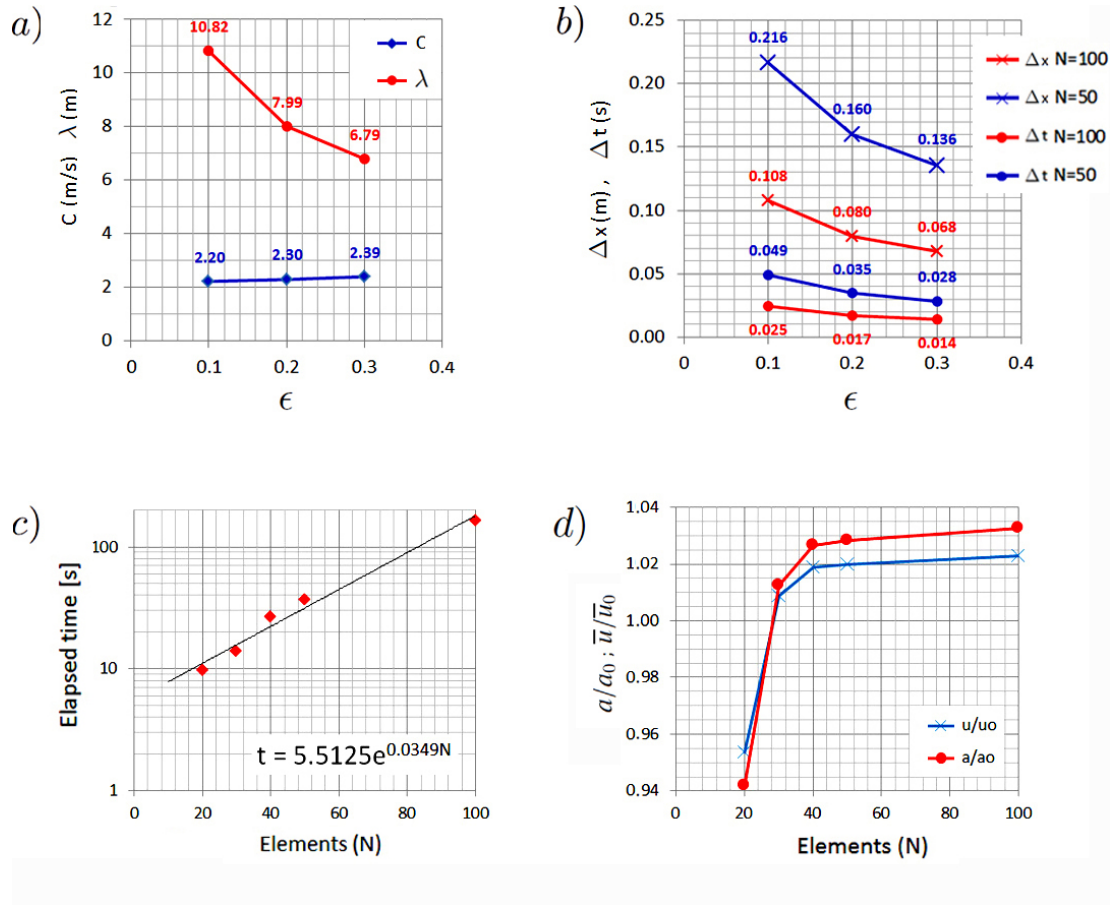 a)
C (m/s)   λ (m)
12
10
8
6
4
2
0
10.82
7.99
6.79
2.20
2.30
2.39
C
λ
0
0.1
0.2
0.3
0.4
ϵ
b)
Δx(m) , Δt(s)
0.25
0.20
0.15
0.10
0.05
0.00
0.216
0.160
0.136
0.108
0.080
0.068
0.049
0.035
0.028
0.025
0.017
0.014
Δx N=100
Δx N=50
Δt N=100
Δt N=50
0
0.1
0.2
0.3
0.4
ϵ
c)
Elapsed time [s]
100
10
1
t = 5.5125e^0.0349N
0
20
40
60
80
100
Elements (N)
d)
a/a₀ ; u̅/u̅₀
1.04
1.02
1.00
0.98
0.96
0.94
u/uo
a/ao
0
20
40
60
80
100
Elements (N)